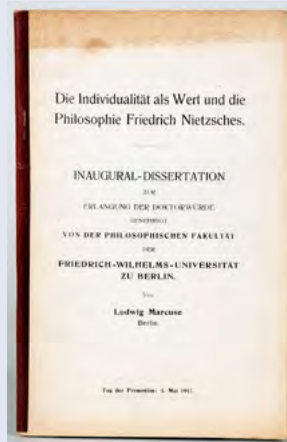 Die Individualität als Wert und die
Philosophie Friedrich Nietzsches.
INAUGURAL-DISSERTATION
ZUR
ERLANGUNG DER DOKTORWÜRDE
GENEHMIGT
VON DER PHILOSOPHISCHEN FAKULTÄT
DER
FRIEDRICH-WILHELMS-UNIVERSITÄT
ZU BERLIN.
Von
Ludwig Marcuse
Berlin.
Tag der Promotion: 4. Mai 1917.